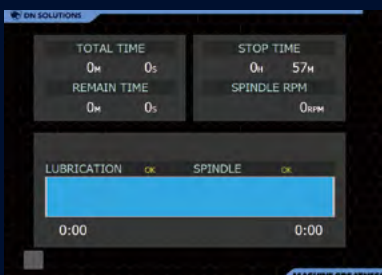 DN SOLUTIONS
TOTAL TIME
0M 0S
REMAIN TIME
0M 0S
STOP TIME
0H 57M
SPINDLE RPM
0RPM
LUBRICATION OK SPINDLE OK
0:00 0:00